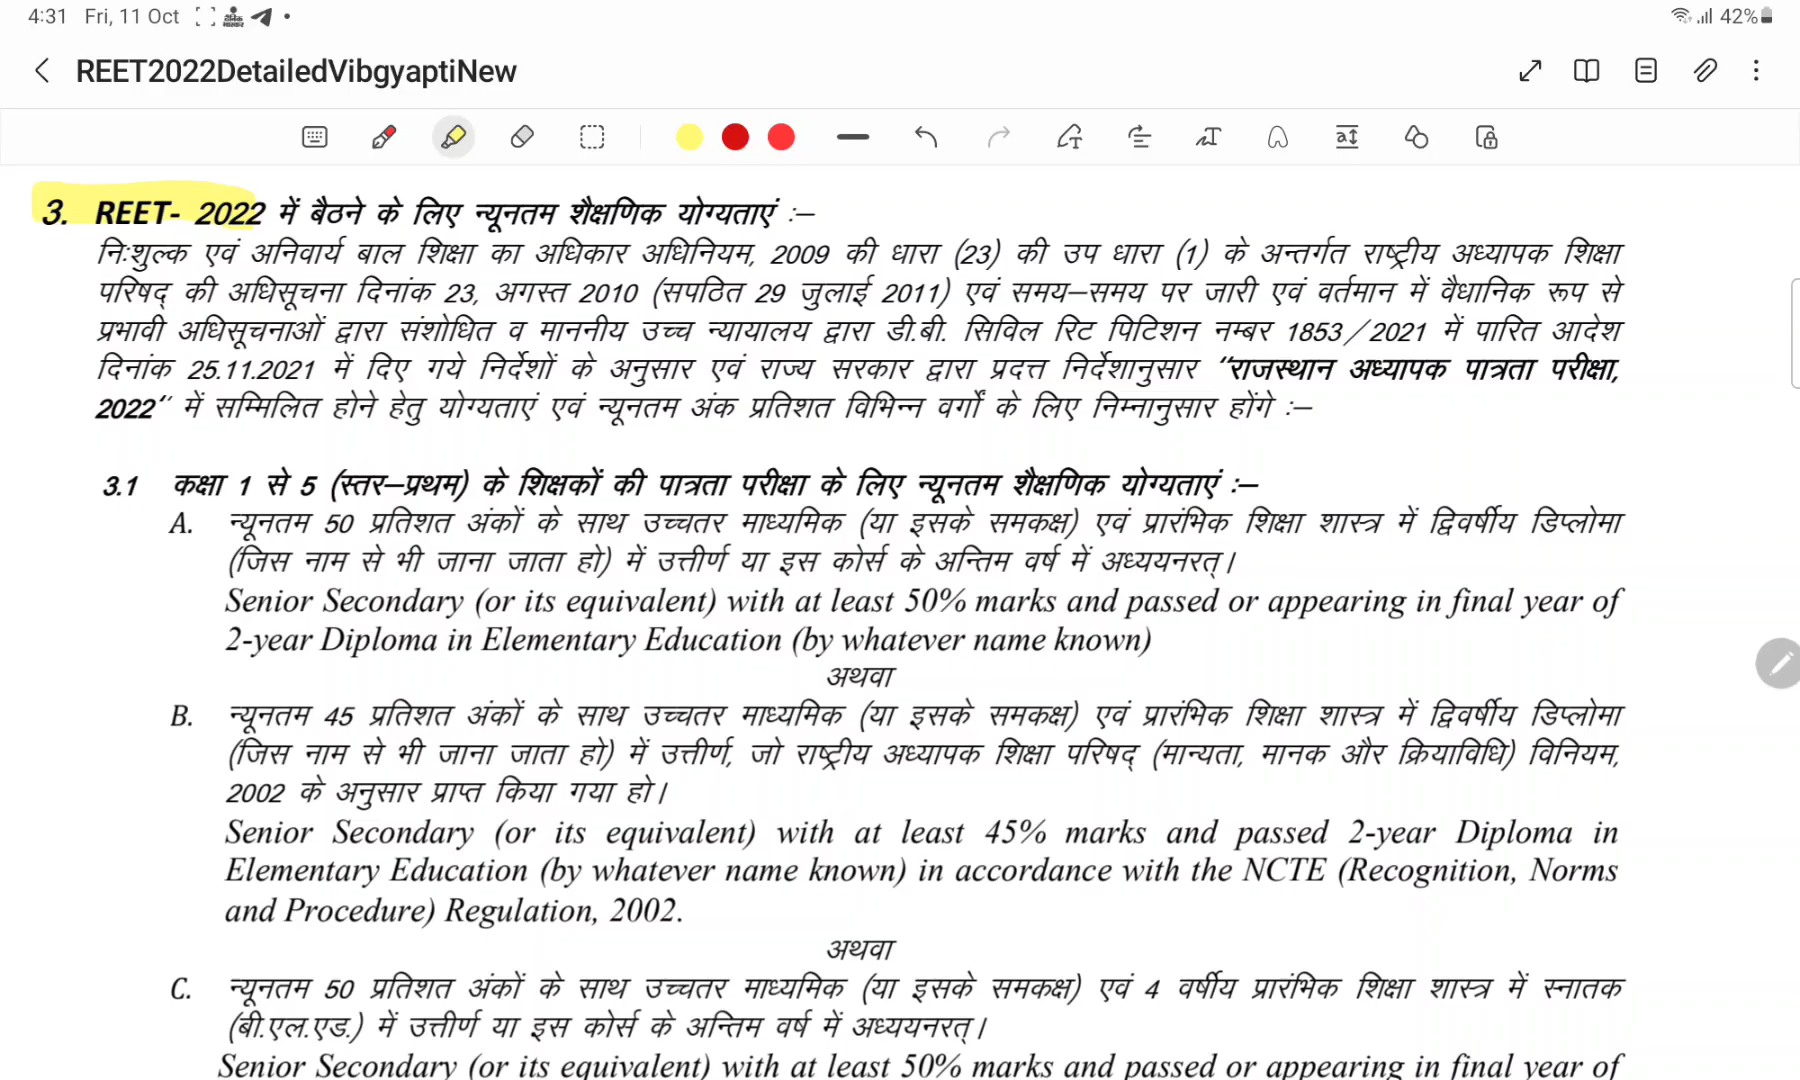 4:31 Fri, 11 Oct
42%
REET2022DetailedVibgyaptiNew
3. REET- 2022 में बैठने के लिए न्यूनतम शैक्षणिक योग्यताएं :–
निःशुल्क एवं अनिवार्य बाल शिक्षा का अधिकार अधिनियम, 2009 की धारा (23) की उप धारा (1) के अन्तर्गत राष्ट्रीय अध्यापक शिक्षा
परिषद् की अधिसूचना दिनांक 23, अगस्त 2010 (सपठित 29 जुलाई 2011) एवं समय–समय पर जारी एवं वर्तमान में वैधानिक रूप से
प्रभावी अधिसूचनाओं द्वारा संशोधित व माननीय उच्च न्यायालय द्वारा डी.बी. सिविल रिट पिटिशन नम्बर 1853/2021 में पारित आदेश
दिनांक 25.11.2021 में दिए गये निर्देशों के अनुसार एवं राज्य सरकार द्वारा प्रदत्त निर्देशानुसार "राजस्थान अध्यापक पात्रता परीक्षा,
2022" में सम्मिलित होने हेतु योग्यताएं एवं न्यूनतम अंक प्रतिशत विभिन्न वर्गों के लिए निम्नानुसार होंगे :–
3.1 कक्षा 1 से 5 (स्तर–प्रथम) के शिक्षकों की पात्रता परीक्षा के लिए न्यूनतम शैक्षणिक योग्यताएं :–
A. न्यूनतम 50 प्रतिशत अंकों के साथ उच्चतर माध्यमिक (या इसके समकक्ष) एवं प्रारंभिक शिक्षा शास्त्र में द्विवर्षीय डिप्लोमा
(जिस नाम से भी जाना जाता हो) में उत्तीर्ण या इस कोर्स के अन्तिम वर्ष में अध्ययनरत्।
Senior Secondary (or its equivalent) with at least 50% marks and passed or appearing in final year of
2-year Diploma in Elementary Education (by whatever name known)
अथवा
B. न्यूनतम 45 प्रतिशत अंकों के साथ उच्चतर माध्यमिक (या इसके समकक्ष) एवं प्रारंभिक शिक्षा शास्त्र में द्विवर्षीय डिप्लोमा
(जिस नाम से भी जाना जाता हो) में उत्तीर्ण, जो राष्ट्रीय अध्यापक शिक्षा परिषद् (मान्यता, मानक और क्रियाविधि) विनियम,
2002 के अनुसार प्राप्त किया गया हो।
Senior Secondary (or its equivalent) with at least 45% marks and passed 2-year Diploma in
Elementary Education (by whatever name known) in accordance with the NCTE (Recognition, Norms
and Procedure) Regulation, 2002.
अथवा
C. न्यूनतम 50 प्रतिशत अंकों के साथ उच्चतर माध्यमिक (या इसके समकक्ष) एवं 4 वर्षीय प्रारंभिक शिक्षा शास्त्र में स्नातक
(बी.एल.एड.) में उत्तीर्ण या इस कोर्स के अन्तिम वर्ष में अध्ययनरत्।
Senior Secondary (or its equivalent) with at least 50% marks and passed or appearing in final year of